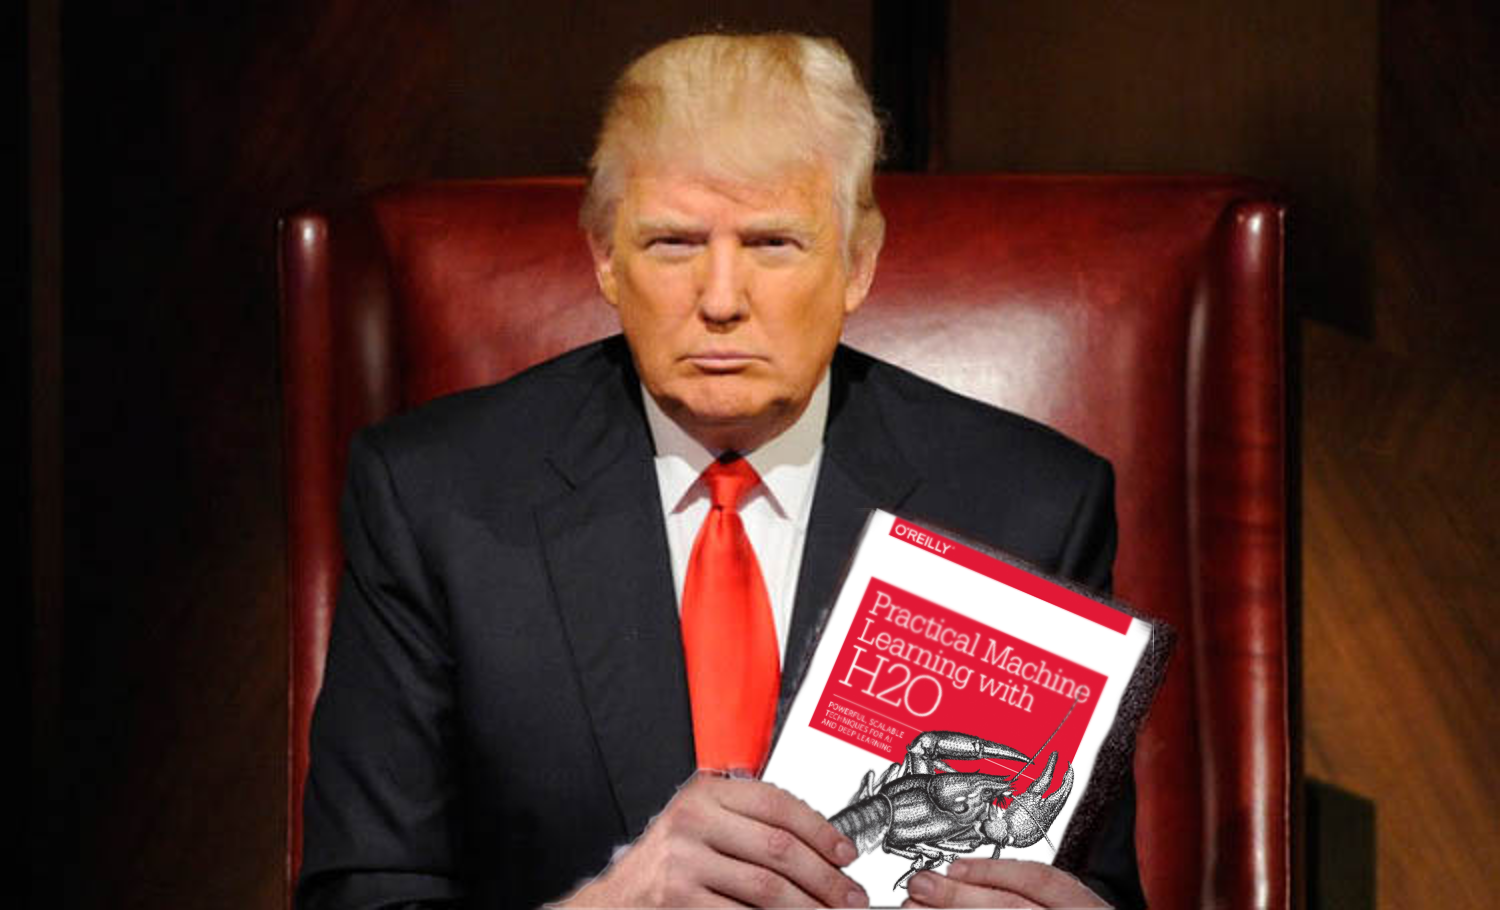 O'REILLY®
Practical Machine
Learning with
H2O
POWERFUL, SCALABLE
TECHNIQUES FOR AI
AND DEEP LEARNING